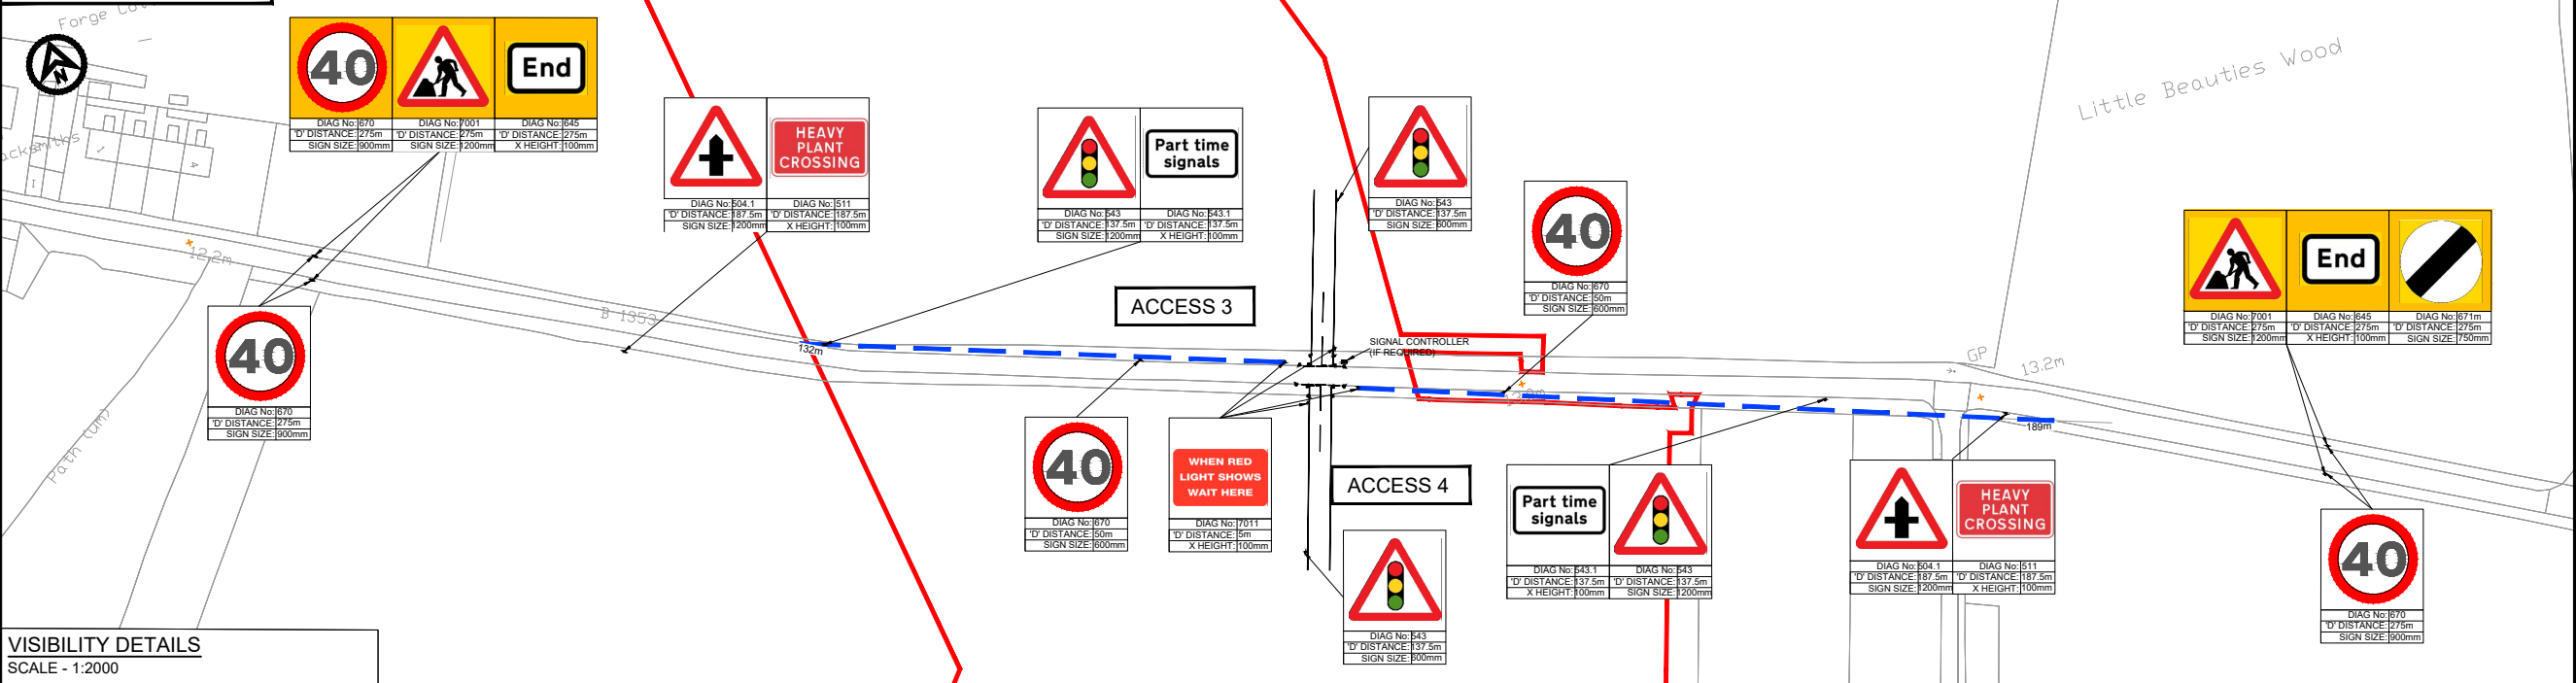 Forge Co
N
40
End
DIAG No: 670
'D' DISTANCE: 275m
SIGN SIZE: 900mm
DIAG No: 7001
'D' DISTANCE: 275m
SIGN SIZE: 1200mm
DIAG No: 645
'D' DISTANCE: 275m
X HEIGHT: 100mm
acksmiths
1
4
12.2m
Path (um)
40
DIAG No: 670
'D' DISTANCE: 275m
SIGN SIZE: 900mm
HEAVY
PLANT
CROSSING
DIAG No: 504.1
'D' DISTANCE: 187.5m
SIGN SIZE: 1200mm
DIAG No: 511
'D' DISTANCE: 187.5m
X HEIGHT: 100mm
B 1353
132m
Part time
signals
DIAG No: 543
'D' DISTANCE: 137.5m
SIGN SIZE: 1200mm
DIAG No: 543.1
'D' DISTANCE: 137.5m
X HEIGHT: 100mm
ACCESS 3
DIAG No: 543
'D' DISTANCE: 137.5m
SIGN SIZE: 600mm
40
DIAG No: 670
'D' DISTANCE: 50m
SIGN SIZE: 600mm
SIGNAL CONTROLLER
(IF REQUIRED)
40
DIAG No: 670
'D' DISTANCE: 50m
SIGN SIZE: 600mm
WHEN RED
LIGHT SHOWS
WAIT HERE
DIAG No: 7011
'D' DISTANCE: 5m
X HEIGHT: 100mm
ACCESS 4
DIAG No: 543
'D' DISTANCE: 137.5m
SIGN SIZE: 600mm
Part time
signals
DIAG No: 543.1
'D' DISTANCE: 137.5m
X HEIGHT: 100mm
DIAG No: 543
'D' DISTANCE: 137.5m
SIGN SIZE: 1200mm
HEAVY
PLANT
CROSSING
DIAG No: 504.1
'D' DISTANCE: 187.5m
SIGN SIZE: 1200mm
DIAG No: 511
'D' DISTANCE: 187.5m
X HEIGHT: 100mm
189m
GP
13.2m
Little Beauties Wood
End
DIAG No: 7001
'D' DISTANCE: 275m
SIGN SIZE: 1200mm
DIAG No: 645
'D' DISTANCE: 275m
X HEIGHT: 100mm
DIAG No: 671m
'D' DISTANCE: 275m
SIGN SIZE: 750mm
40
DIAG No: 670
'D' DISTANCE: 275m
SIGN SIZE: 900mm
VISIBILITY DETAILS
SCALE - 1:2000